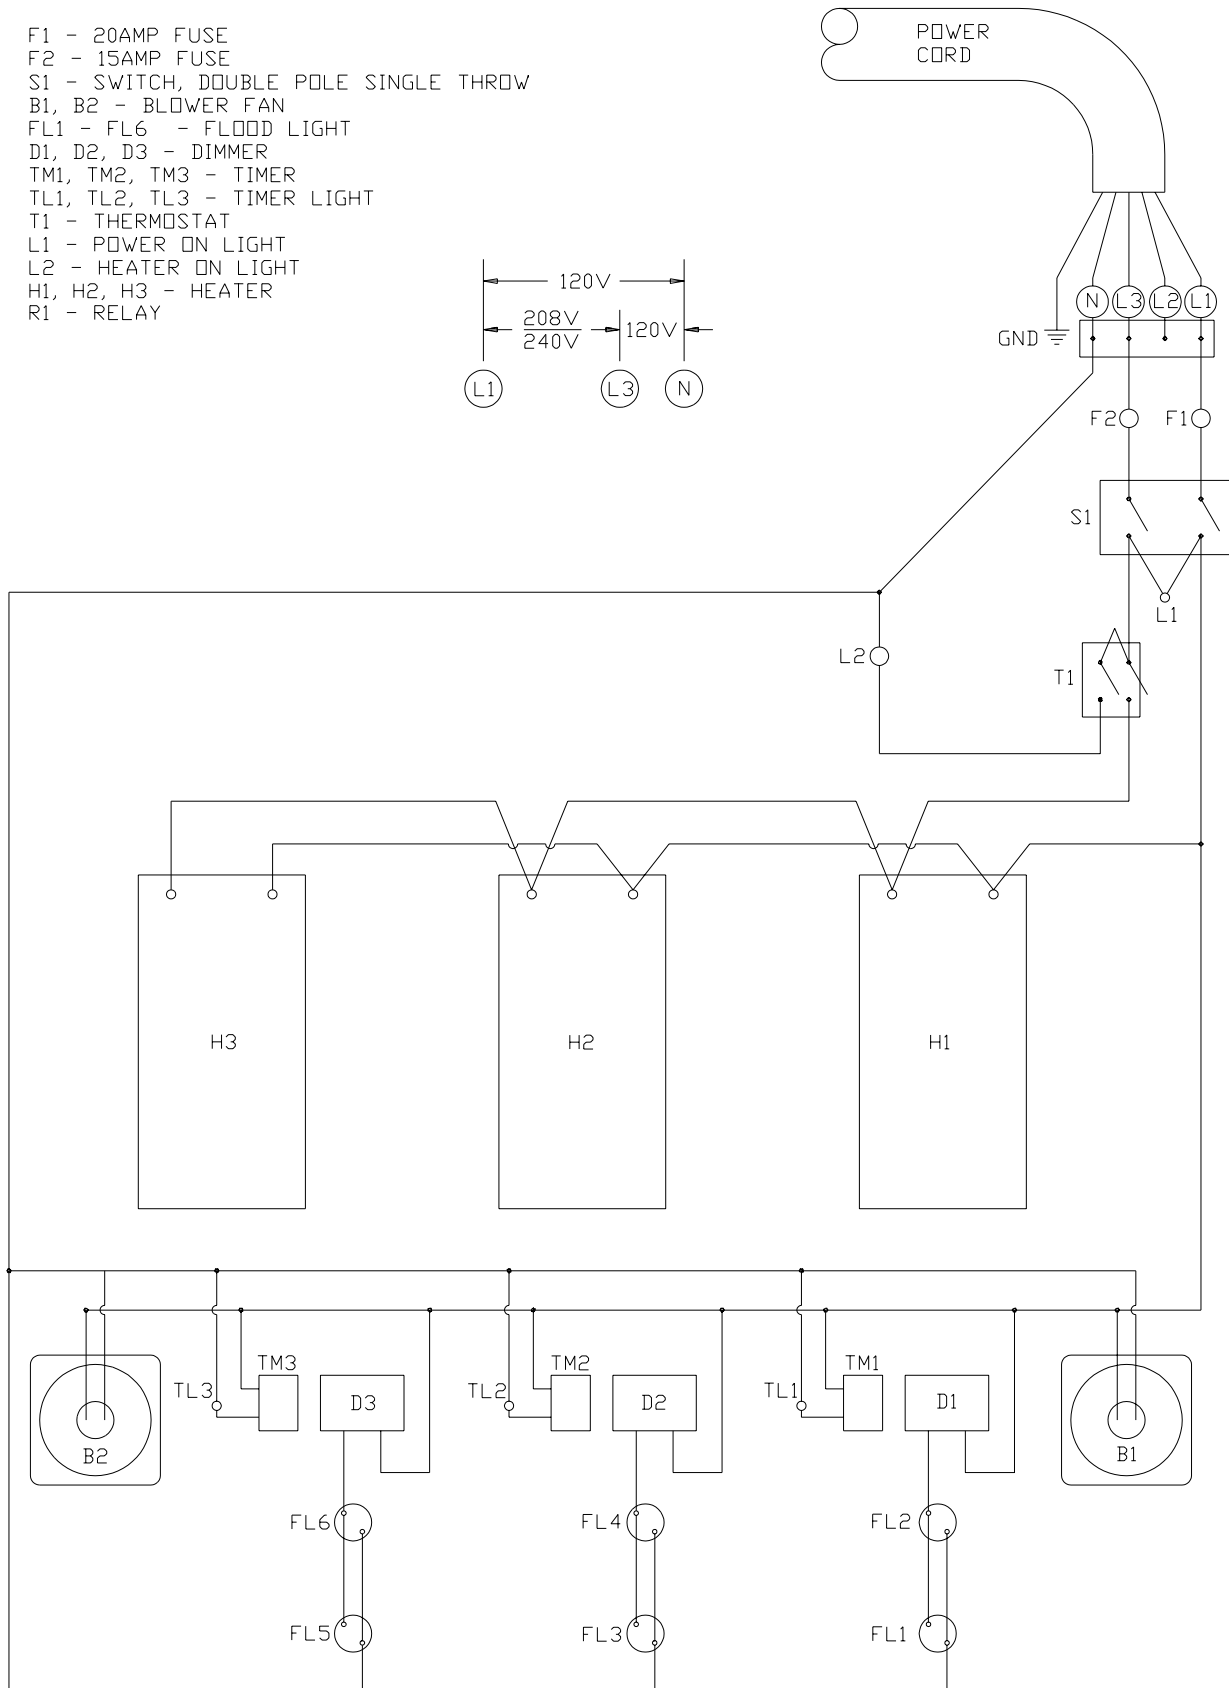 F1 - 20AMP FUSE
F2 - 15AMP FUSE
S1 - SWITCH, DOUBLE POLE SINGLE THROW
B1, B2 - BLOWER FAN
FL1 - FL6 - FLOOD LIGHT
D1, D2, D3 - DIMMER
TM1, TM2, TM3 - TIMER
TL1, TL2, TL3 - TIMER LIGHT
T1 - THERMOSTAT
L1 - POWER ON LIGHT
L2 - HEATER ON LIGHT
H1, H2, H3 - HEATER
R1 - RELAY
POWER
CORD
120V
208V
240V
120V
L1 L3 N
N L3 L2 L1
GND
F2 F1
S1
L1
L2
T1
H3 H2 H1
TM3 TM2 TM1
TL3 TL2 TL1
D3 D2 D1
B2 B1
FL6 FL4 FL2
FL5 FL3 FL1